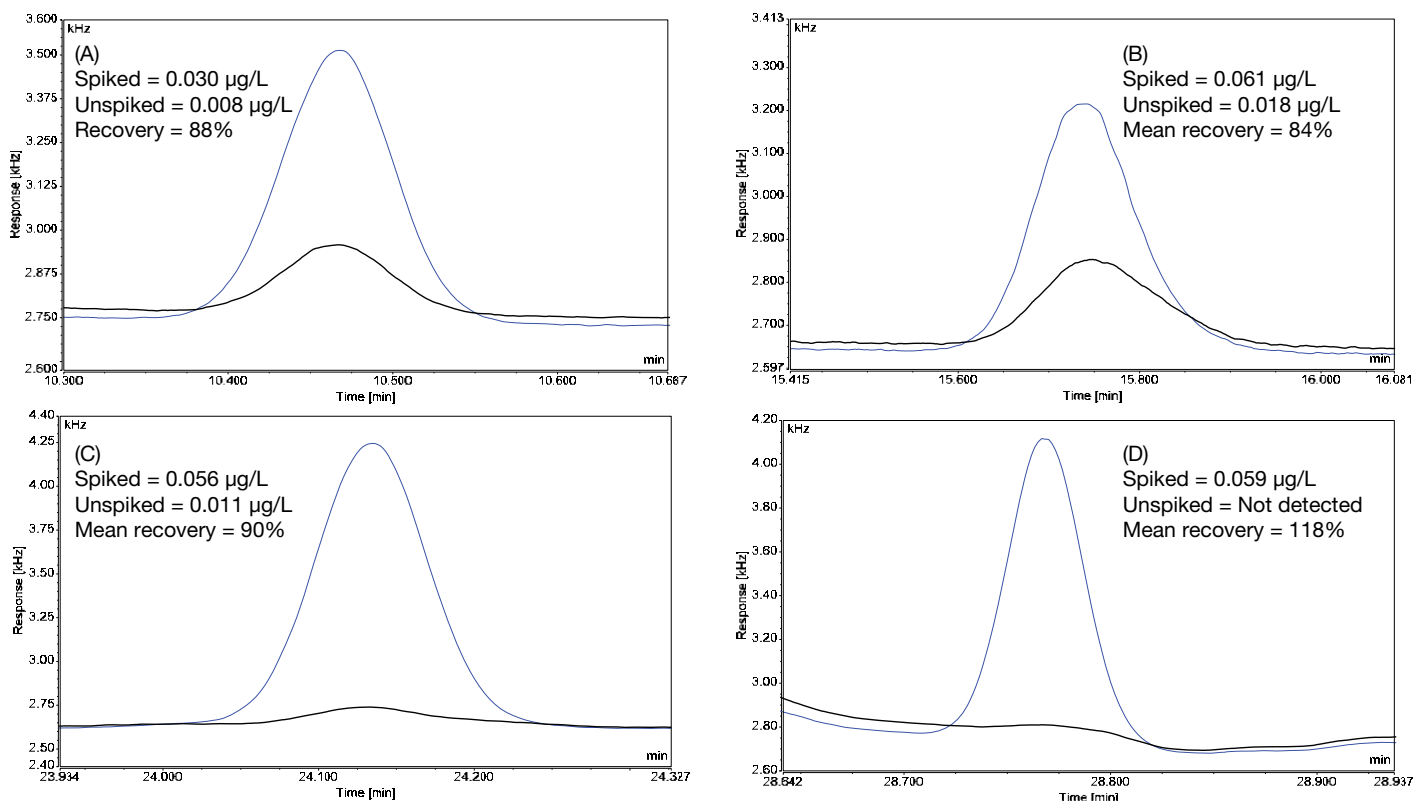 3.600
kHz
3.500
3.375
3.250
3.125
3.000
2.875
2.750
2.600
Response [kHz]
(A)
Spiked = 0.030 µg/L
Unspiked = 0.008 µg/L
Recovery = 88%
min
10.300
10.400
10.500
10.600
10.687
Time [min]
3.413
kHz
3.300
3.200
3.100
3.000
2.900
2.800
2.700
2.597
Response [kHz]
(B)
Spiked = 0.061 µg/L
Unspiked = 0.018 µg/L
Mean recovery = 84%
min
15.415
15.600
15.800
16.000
16.081
Time [min]
4.40
kHz
4.25
4.00
3.75
3.50
3.25
3.00
2.75
2.50
2.40
Response [kHz]
(C)
Spiked = 0.056 µg/L
Unspiked = 0.011 µg/L
Mean recovery = 90%
min
23.934
24.000
24.100
24.200
24.327
Time [min]
4.20
kHz
4.00
3.80
3.60
3.40
3.20
3.00
2.80
2.60
Response [kHz]
(D)
Spiked = 0.059 µg/L
Unspiked = Not detected
Mean recovery = 118%
min
28.642
28.700
28.800
28.900
28.937
Time [min]